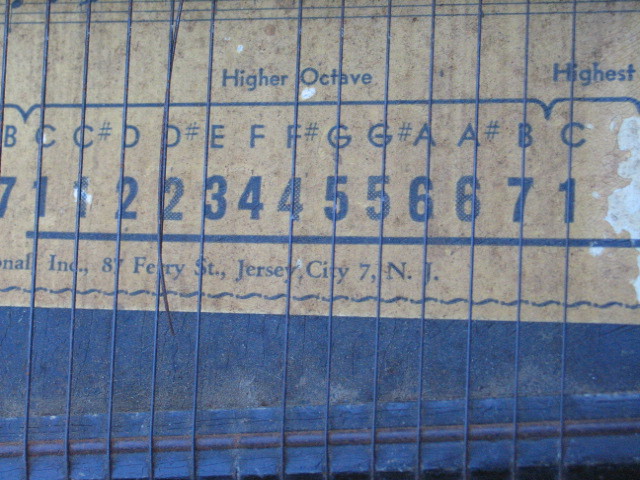 Higher Octave Highest
B C C# D D# E F F# G G# A A# B C
7 1 1 2 2 3 4 4 5 5 6 6 7 1
Inc., 87 Ferry St., Jersey City 7, N. J.